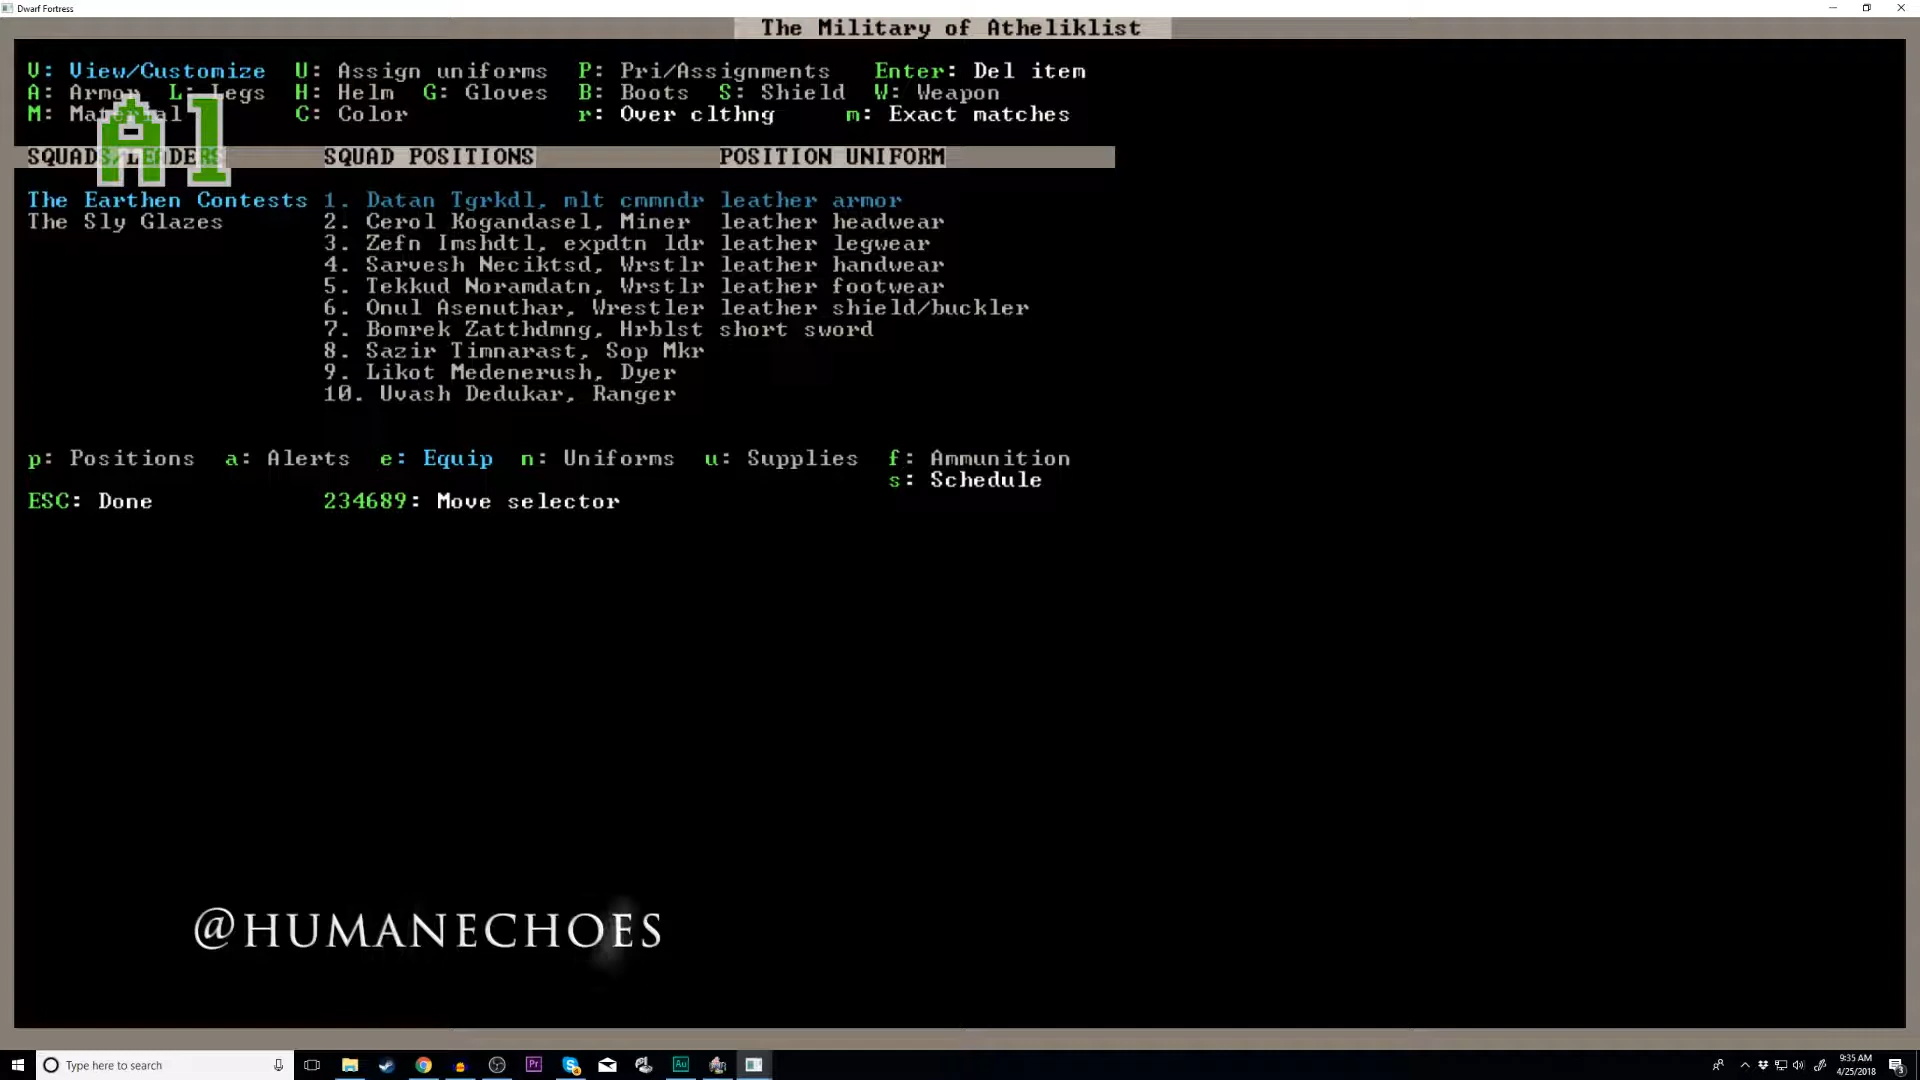 Dwarf Fortress
The Military of Atheliklist
V: View/Customize U: Assign uniforms P: Pri/Assignments Enter: Del item
A: Armor L: Legs H: Helm G: Gloves B: Boots S: Shield W: Weapon
M: Material C: Color r: Over clthng m: Exact matches
A1
SQUADS/LEADERS SQUAD POSITIONS POSITION UNIFORM
The Earthen Contests 1. Datan Tgrkdl, mlt cmmndr leather armor
The Sly Glazes 2. Cerol Kogandasel, Miner leather headwear
3. Zefn Imshdtl, expdtn ldr leather legwear
4. Sarvesh Neciktsd, Wrstlr leather handwear
5. Tekkud Noramdatn, Wrstlr leather footwear
6. Onul Asenuthar, Wrestler leather shield/buckler
7. Bomrek Zatthdmng, Hrblst short sword
8. Sazir Timnarast, Sop Mkr
9. Likot Medenerush, Dyer
10. Uvash Dedukar, Ranger
p: Positions a: Alerts e: Equip n: Uniforms u: Supplies f: Ammunition
s: Schedule
ESC: Done 234689: Move selector
@HUMANECHOES
Type here to search
Pr
Au
9:35 AM
4/25/2018
3